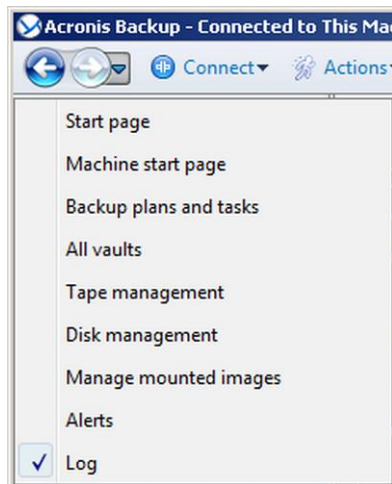 Acronis Backup - Connected to This Ma
Connect Actions
Start page
Machine start page
Backup plans and tasks
All vaults
Tape management
Disk management
Manage mounted images
Alerts
Log